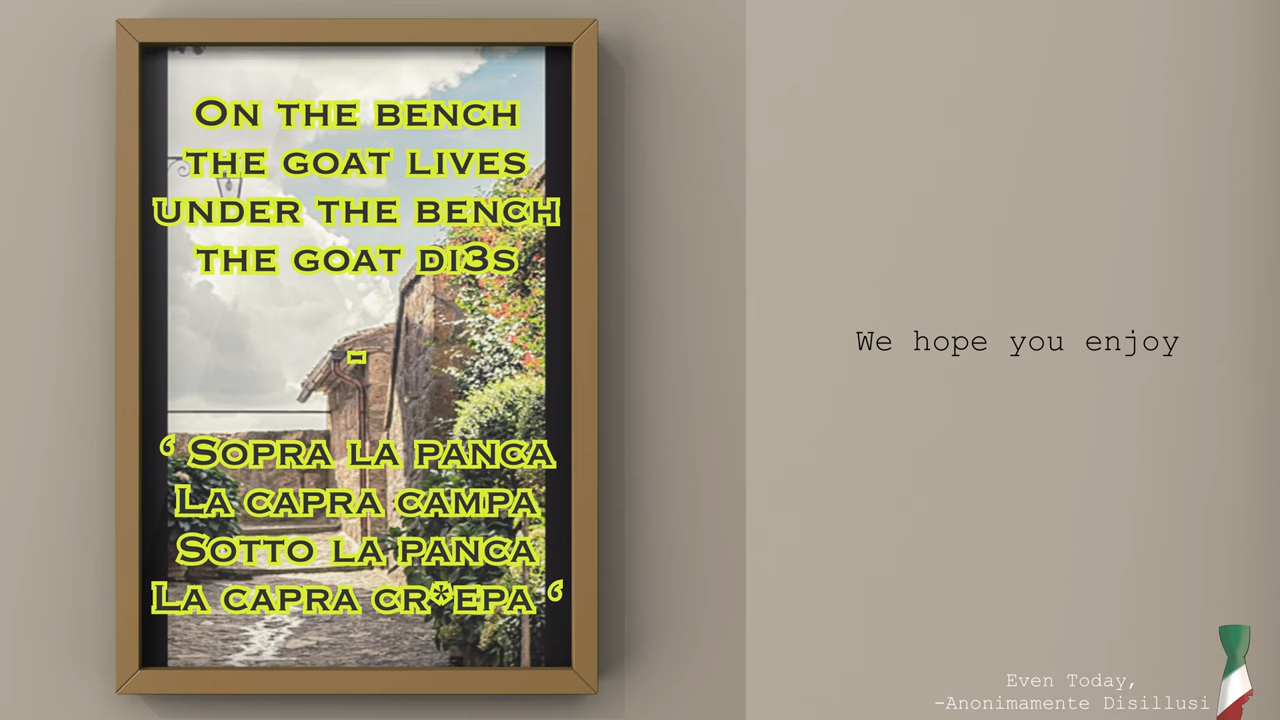 On the bench
the goat lives
under the bench
the goat di3s
-
‘ Sopra la panca
La capra campa
Sotto la panca
La capra cr*epa ‘
We hope you enjoy
Even Today,
-Anonimamente Disillusi